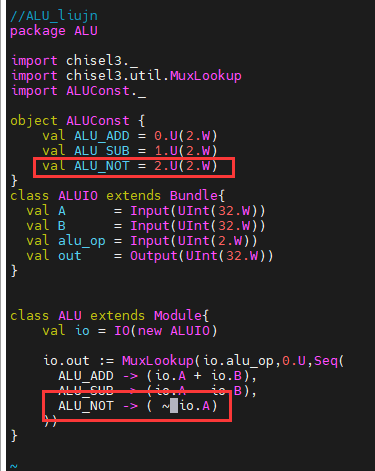 //ALU_liujn
package ALU
import chisel3._
import chisel3.util.MuxLookup
import ALUConst._
object ALUConst {
val ALU_ADD = 0.U(2.W)
val ALU_SUB = 1.U(2.W)
val ALU_NOT = 2.U(2.W)
}
class ALUIO extends Bundle{
val A = Input(UInt(32.W))
val B = Input(UInt(32.W))
val alu_op = Input(UInt(2.W))
val out = Output(UInt(32.W))
}
class ALU extends Module{
val io = IO(new ALUIO)
io.out := MuxLookup(io.alu_op,0.U,Seq(
ALU_ADD -> (io.A + io.B),
ALU_SUB -> (io.A - io.B),
ALU_NOT -> ( ~ io.A)
))
}
~